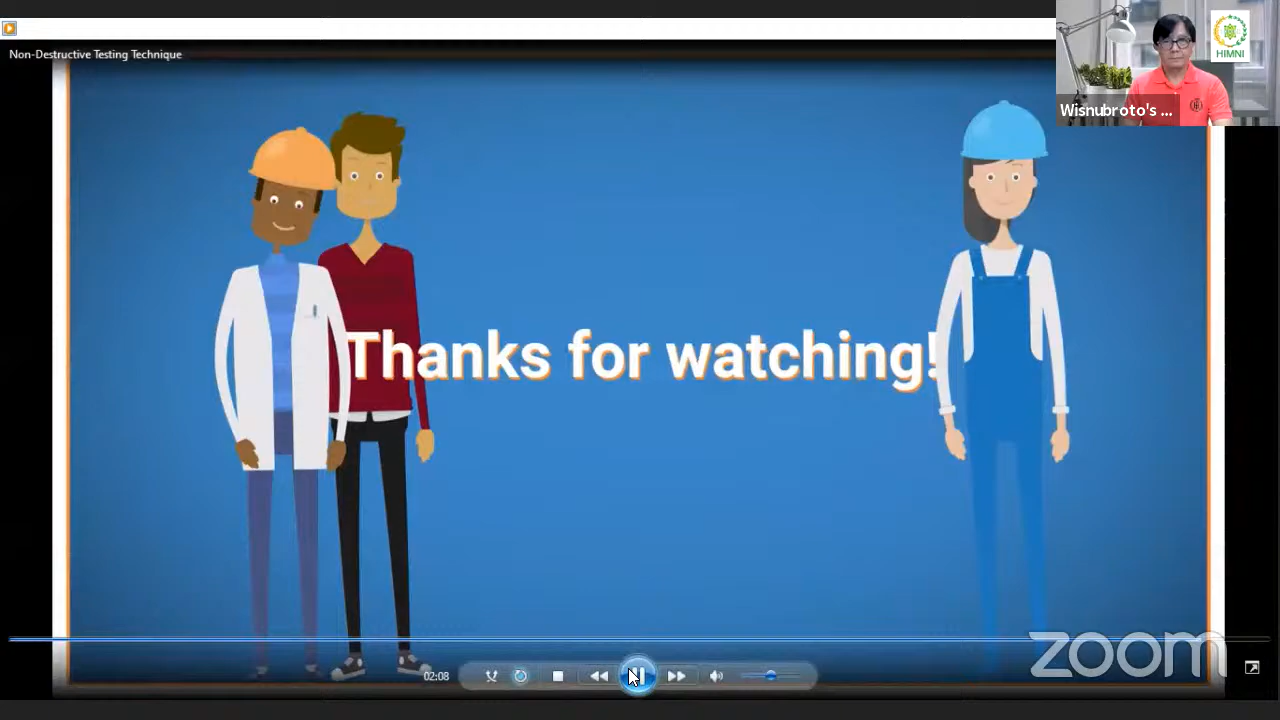 Non-Destructive Testing Technique
HIMNI
Wisnubroto's ...
Thanks for watching!
02:08
zoom